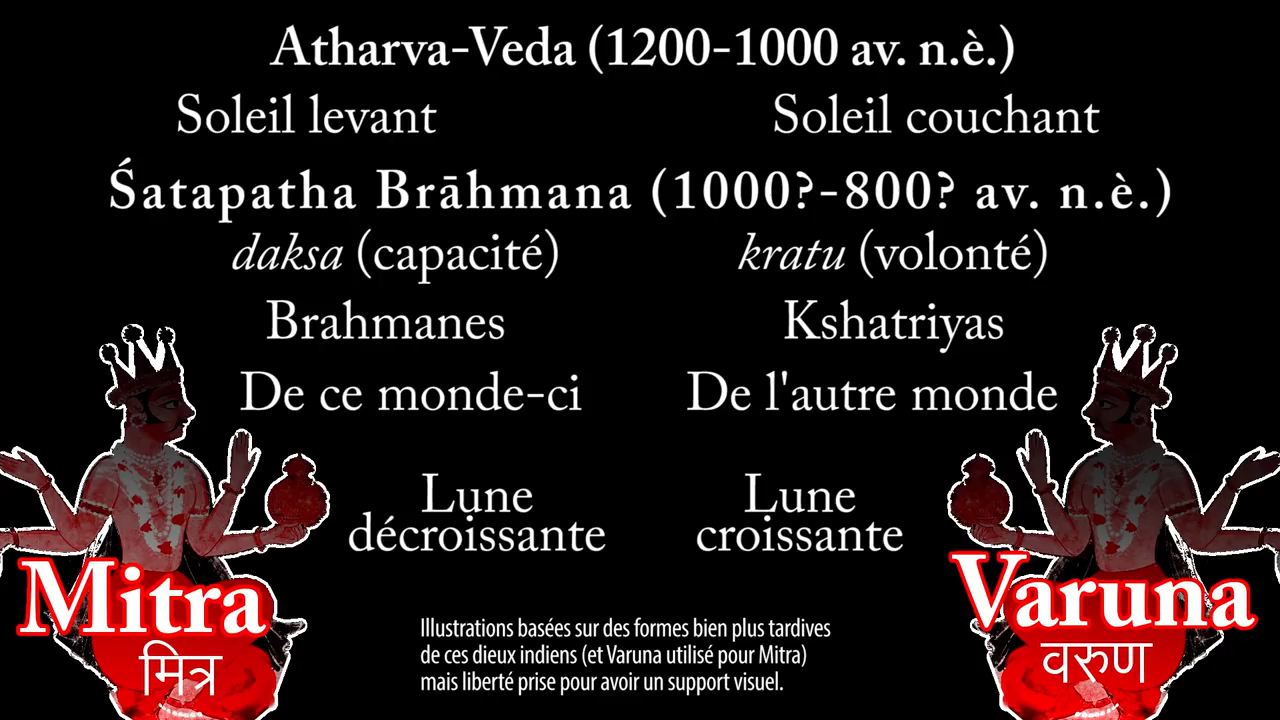 Atharva-Veda (1200-1000 av. n.è.)
Soleil levant
Soleil couchant
Śatapatha Brāhmana (1000?-800? av. n.è.)
daksa (capacité)
kratu (volonté)
Brahmanes
Kshatriyas
De ce monde-ci
De l'autre monde
Lune
décroissante
Lune
croissante
Mitra
मित्र
Varuna
वरुण
Illustrations basées sur des formes bien plus tardives
de ces dieux indiens (et Varuna utilisé pour Mitra)
mais liberté prise pour avoir un support visuel.